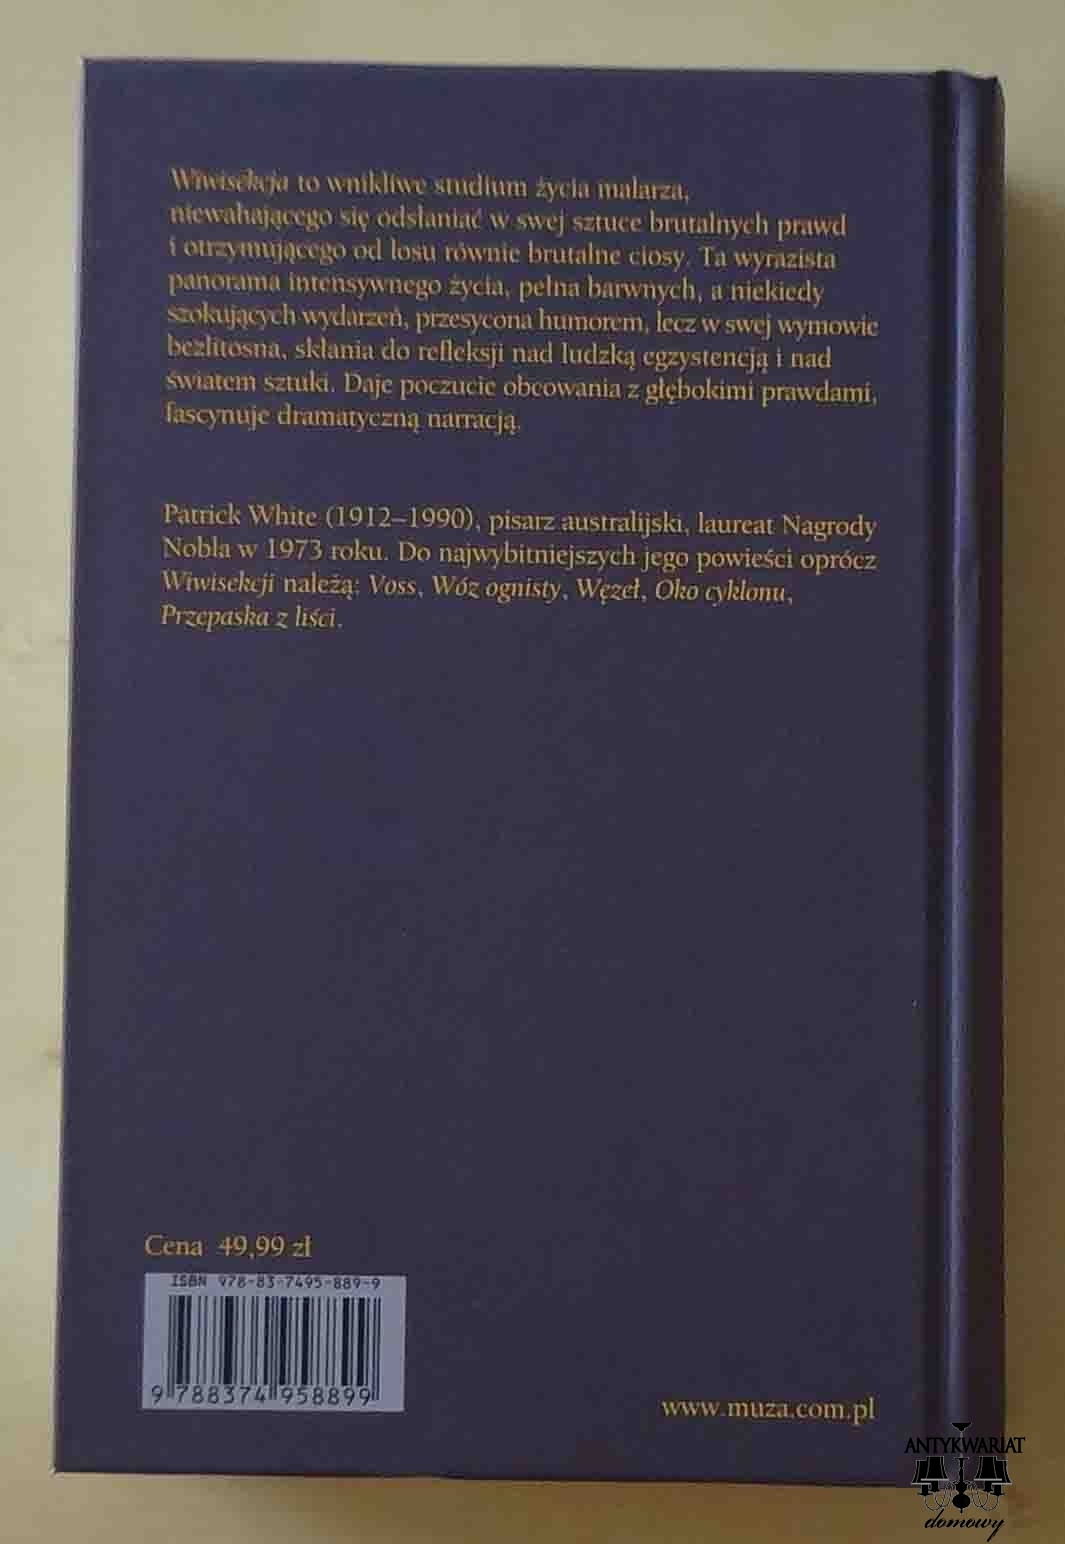 Wiwisekcja to wnikliwe studium życia malarza,
niewahającego się odsłaniać w swej sztuce brutalnych prawd
i otrzymującego od losu równie brutalne ciosy. Ta wyrazista
panorama intensywnego życia, pełna barwnych, a niekiedy
szokujących wydarzeń, przesycona humorem, lecz w swej wymowie
bezlitosna, skłania do refleksji nad ludzką egzystencją i nad
światem sztuki. Daje poczucie obcowania z głębokimi prawdami,
fascynuje dramatyczną narracją.
Patrick White (1912–1990), pisarz australijski, laureat Nagrody
Nobla w 1973 roku. Do najwybitniejszych jego powieści oprócz
Wiwisekcji należą: Voss, Wóz ognisty, Węzeł, Oko cyklonu,
Przepaska z liści.
Cena 49,99 zł
ISBN 978-83-7495-889-9
9 788374 958899
www.muza.com.pl
ANTYKWARIAT
domowy